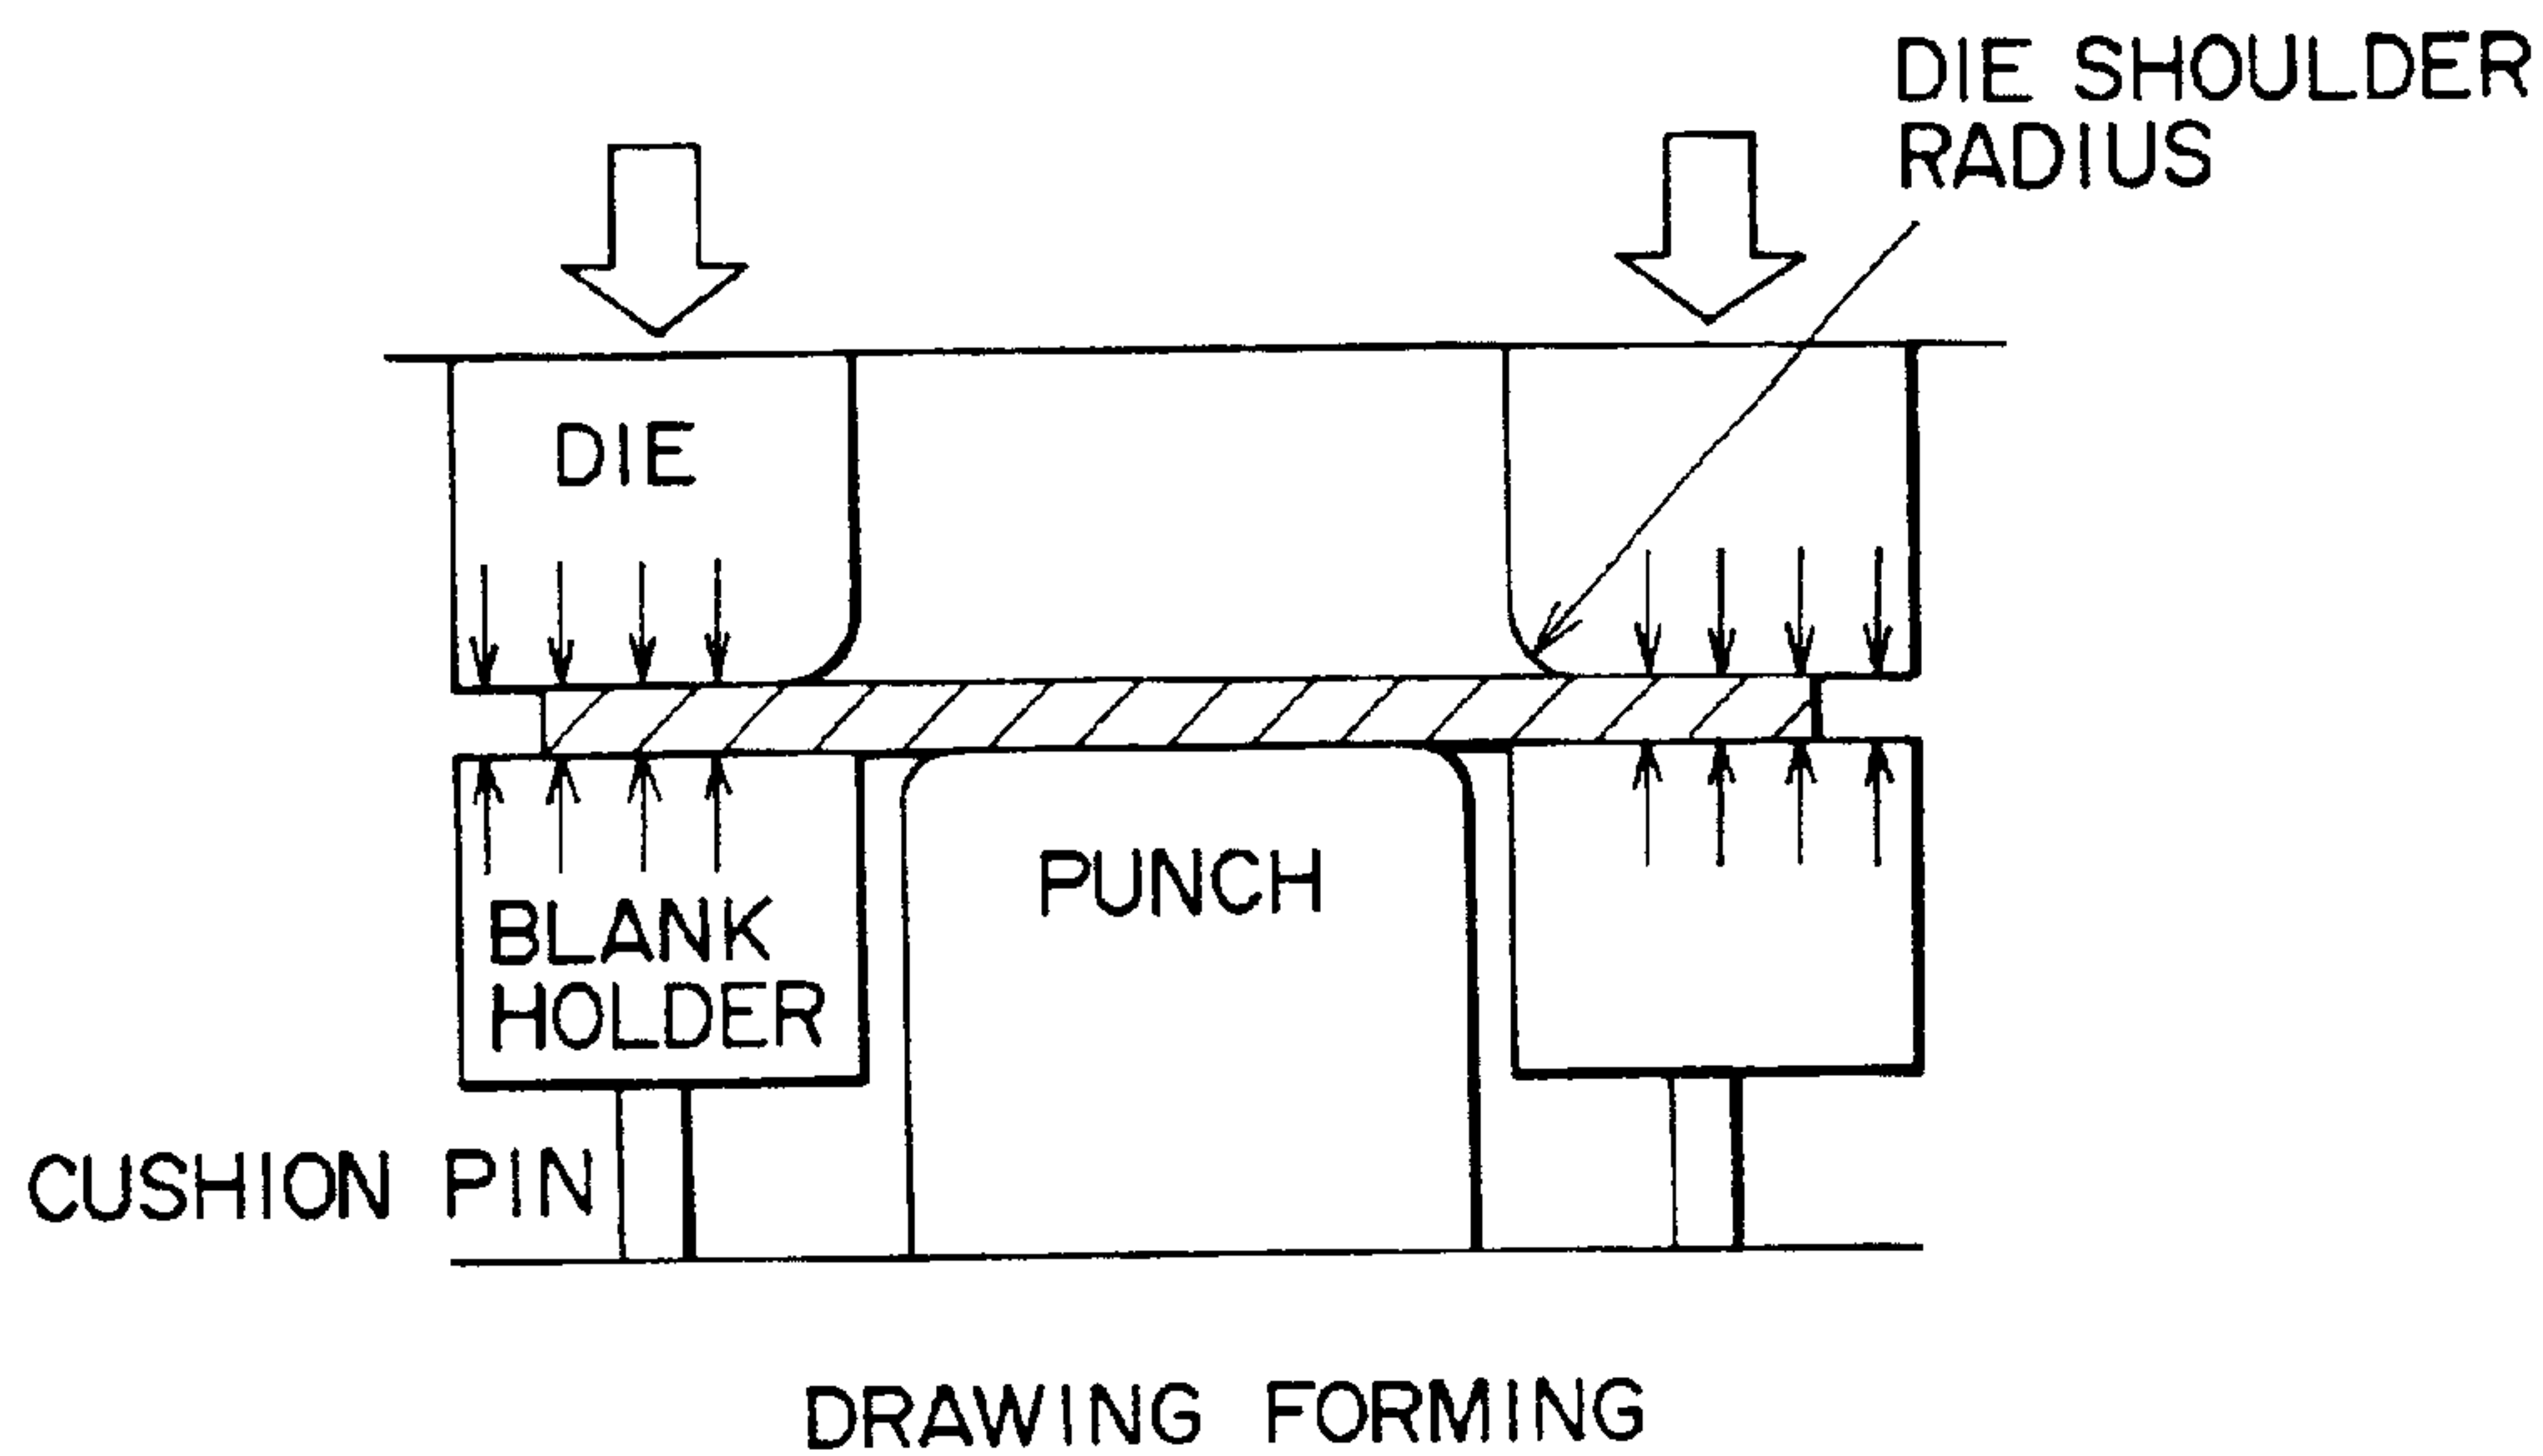 DIE SHOULDER
RADIUS
DIE
PUNCH
BLANK
HOLDER
CUSHION PIN
DRAWING FORMING